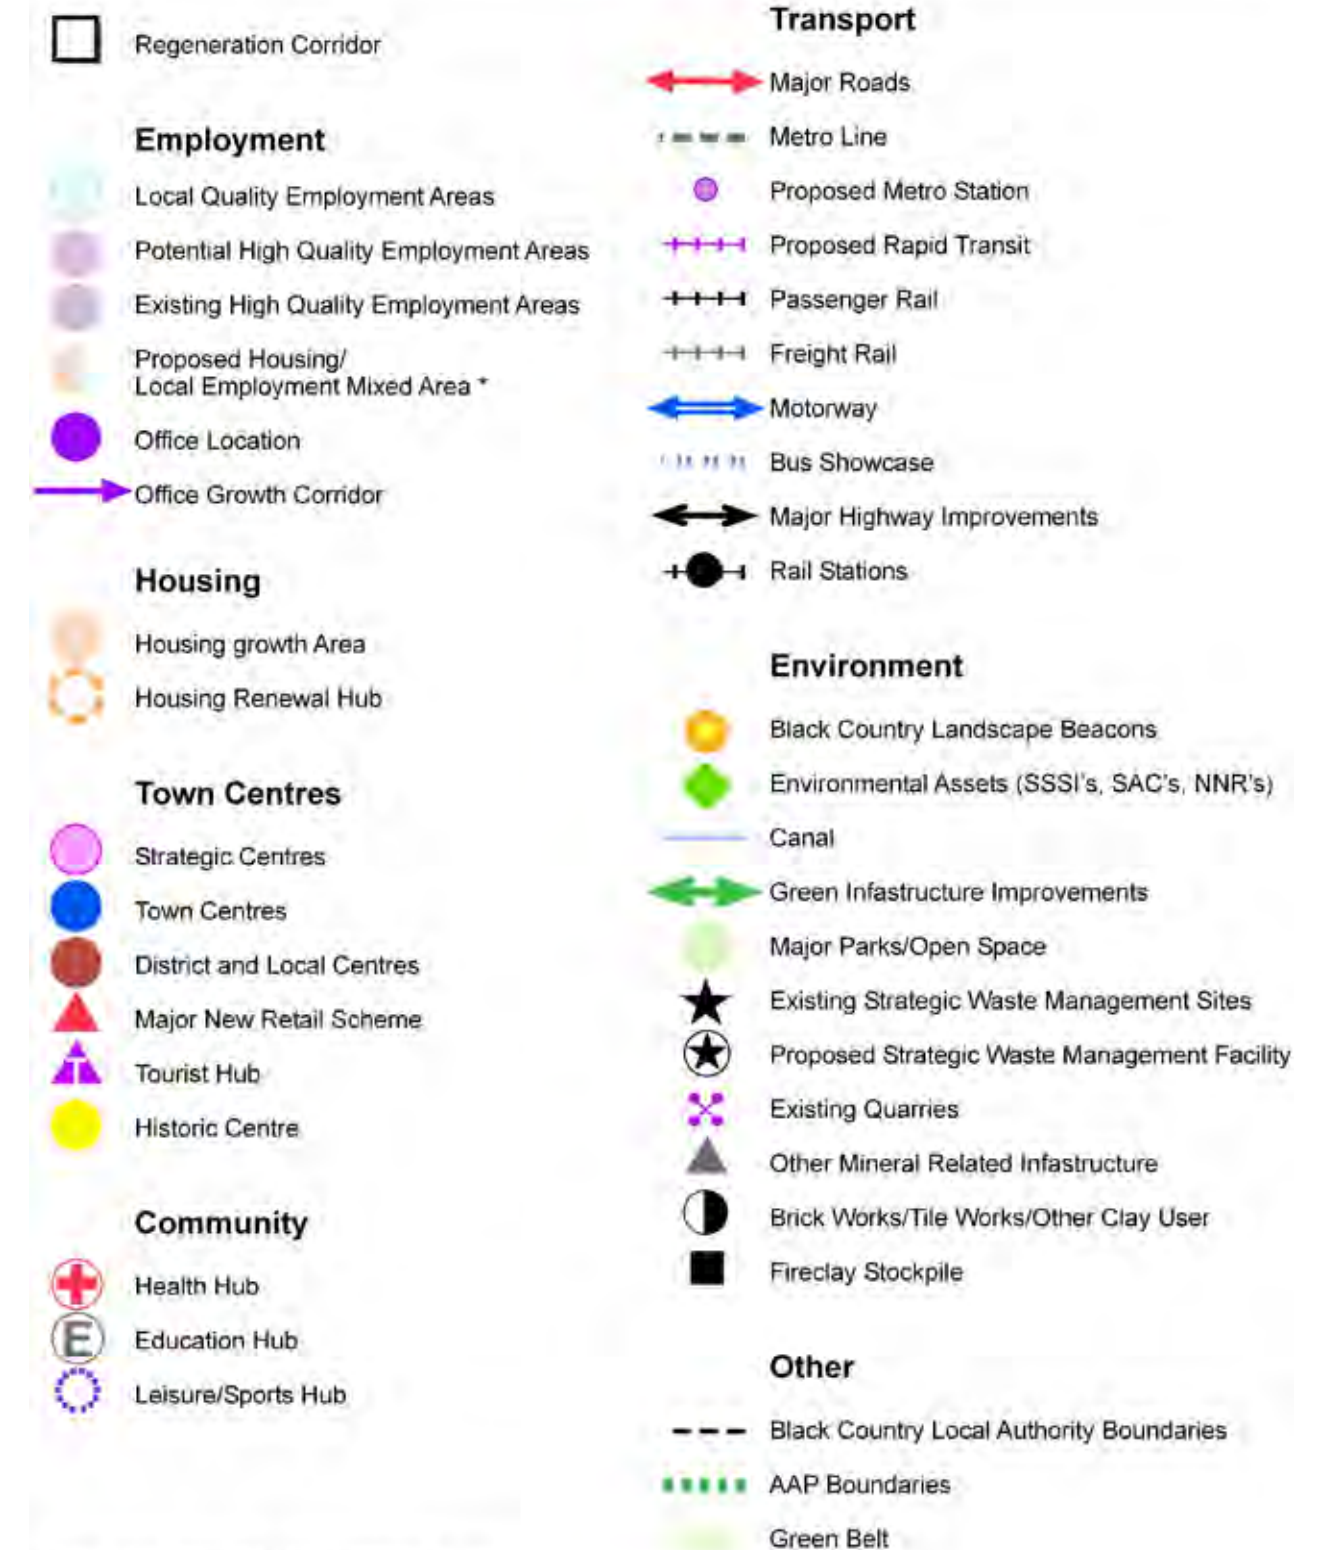 Regeneration Corridor
Employment
Local Quality Employment Areas
Potential High Quality Employment Areas
Existing High Quality Employment Areas
Proposed Housing/
Local Employment Mixed Area *
Office Location
Office Growth Corridor
Housing
Housing growth Area
Housing Renewal Hub
Town Centres
Strategic Centres
Town Centres
District and Local Centres
Major New Retail Scheme
T
Tourist Hub
Historic Centre
Community
Health Hub
E
Education Hub
Leisure/Sports Hub
Transport
Major Roads
Metro Line
Proposed Metro Station
Proposed Rapid Transit
Passenger Rail
Freight Rail
Motorway
Bus Showcase
Major Highway Improvements
Rail Stations
Environment
Black Country Landscape Beacons
Environmental Assets (SSSI's, SAC's, NNR's)
Canal
Green Infastructure Improvements
Major Parks/Open Space
Existing Strategic Waste Management Sites
Proposed Strategic Waste Management Facility
Existing Quarries
Other Mineral Related Infastructure
Brick Works/Tile Works/Other Clay User
Fireclay Stockpile
Other
Black Country Local Authority Boundaries
AAP Boundaries
Green Belt